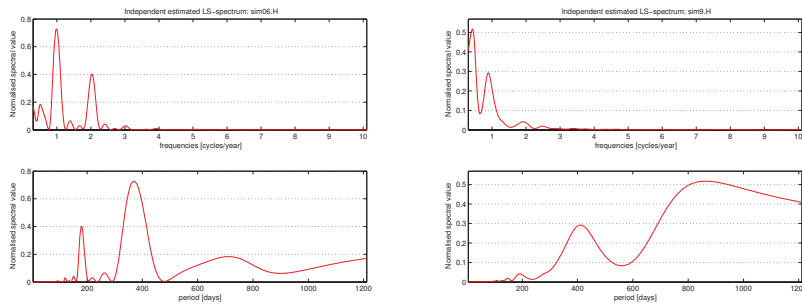 Independent estimated LS-spectrum: sim06.H
Normalised spectral value
0.8
0.6
0.4
0.2
0
1 2 3 4 5 6 7 8 9 10
frequencies [cycles/year]
Normalised spectral value
0.8
0.6
0.4
0.2
0
200 400 600 800 1000 1200
period [days]
Independent estimated LS-spectrum: sim9.H
Normalised spectral value
0.5
0.4
0.3
0.2
0.1
0
1 2 3 4 5 6 7 8 9 10
frequencies [cycles/year]
Normalised spectral value
0.5
0.4
0.3
0.2
0.1
0
200 400 600 800 1000 1200
period [days]